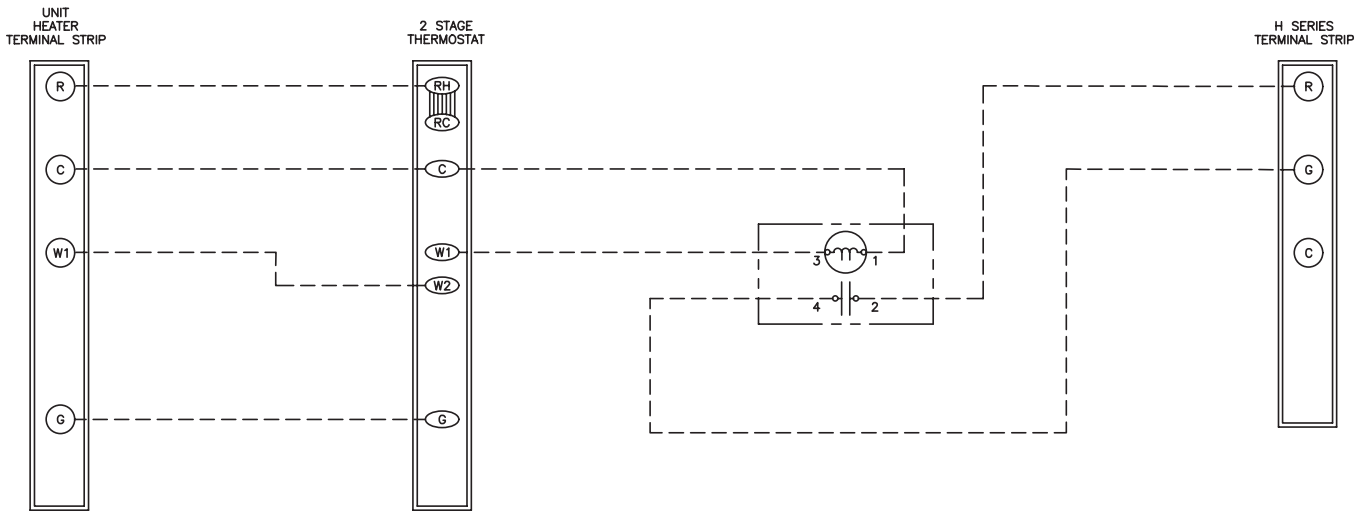 UNIT
HEATER
TERMINAL STRIP
R
C
W1
G
2 STAGE
THERMOSTAT
RH
RC
C
W1
W2
G
3
1
4
2
H SERIES
TERMINAL STRIP
R
G
C